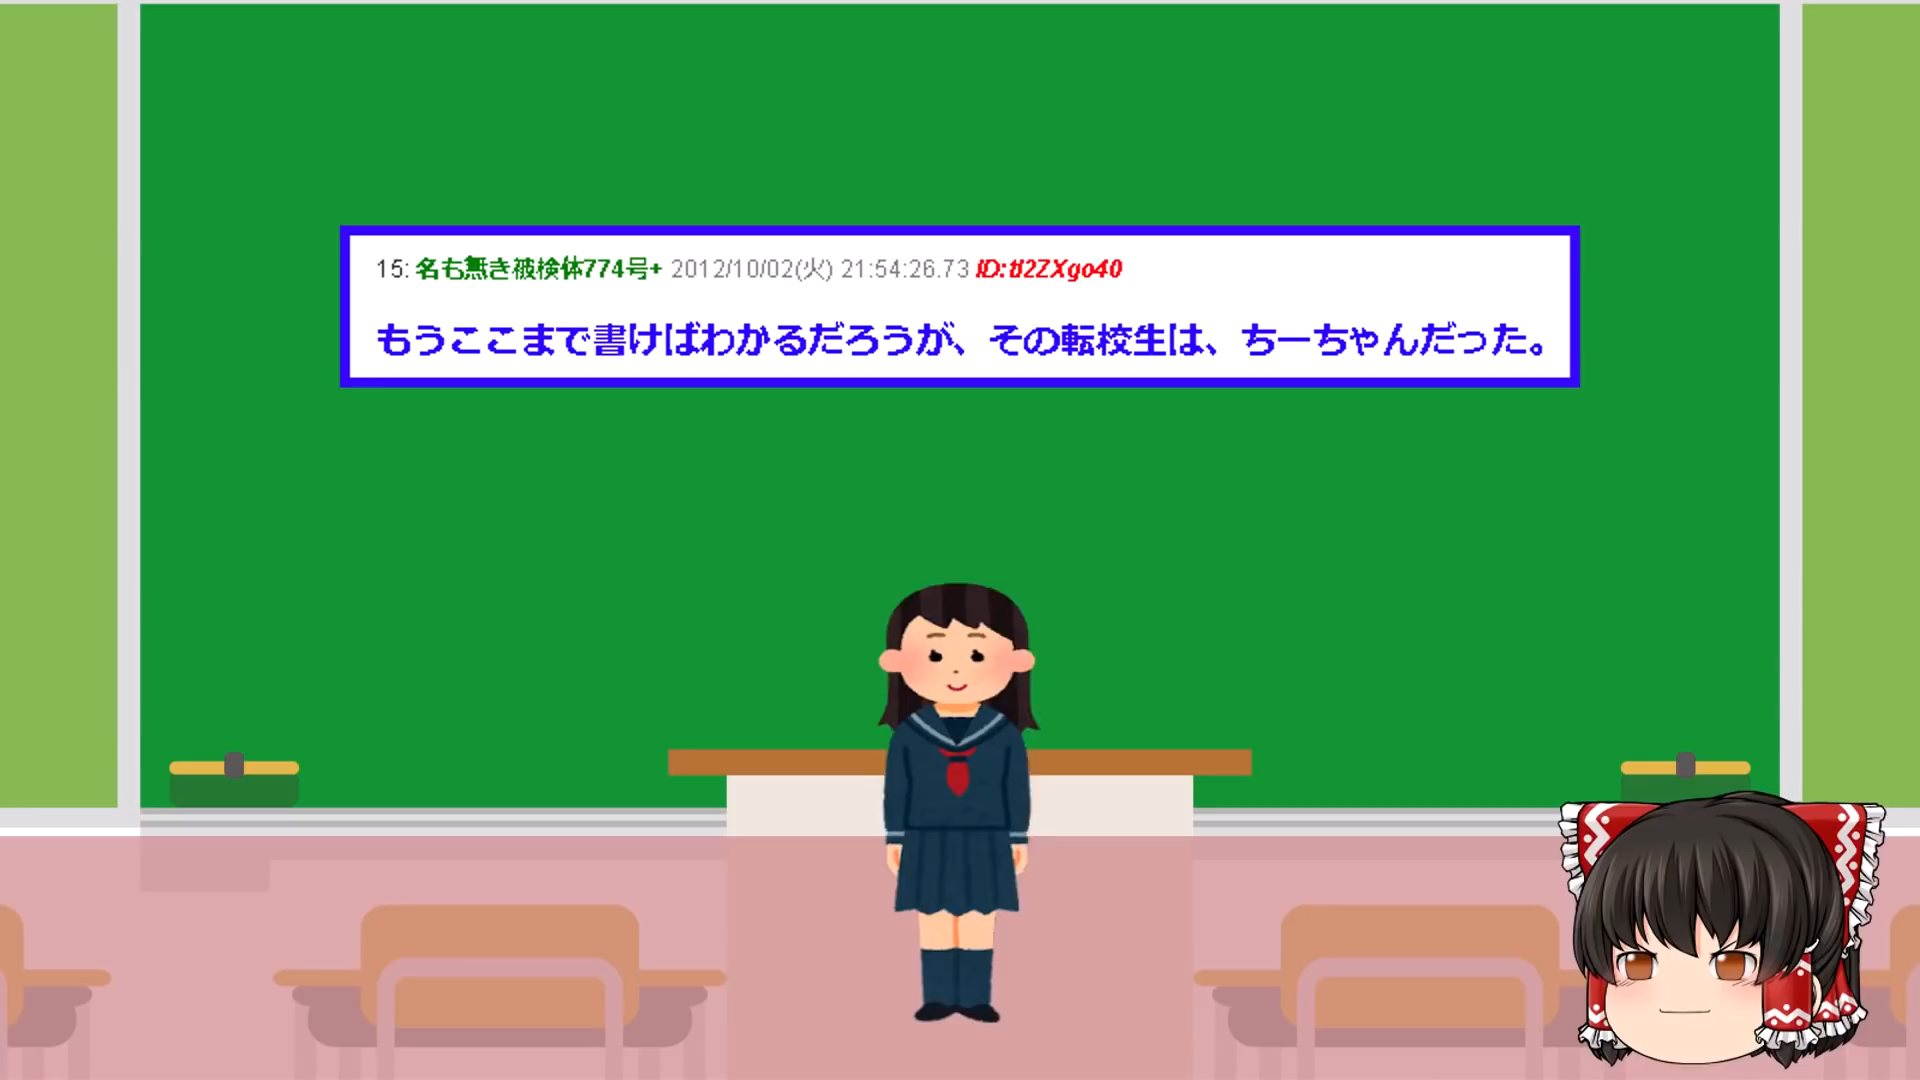 15: 名も無き被検体774号+ 2012/10/02(火) 21:54:26.73 ID:tl2ZXgo40
もうここまで書けばわかるだろうが、その転校生は、ちーちゃんだった。